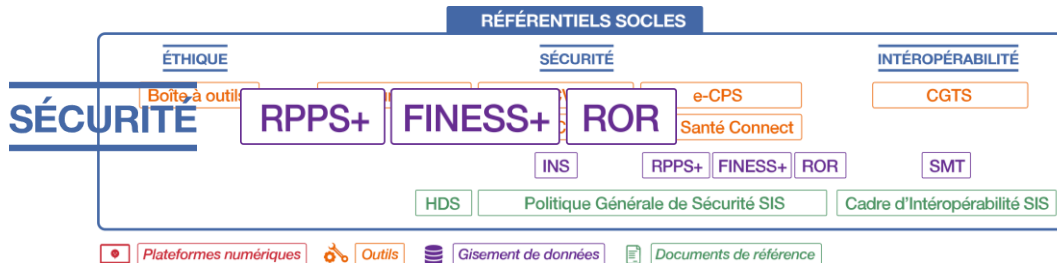 RÉFÉRENTIELS SOCLES
ÉTHIQUE SÉCURITÉ INTÉROPÉRABILITÉ
Boîte à outils e-CPS CGTS
SÉCURITÉ RPPS+ FINESS+ ROR
Santé Connect
INS RPPS+ FINESS+ ROR SMT
HDS Politique Générale de Sécurité SIS Cadre d'Intéropérabilité SIS
Plateformes numériques Outils Gisement de données Documents de référence